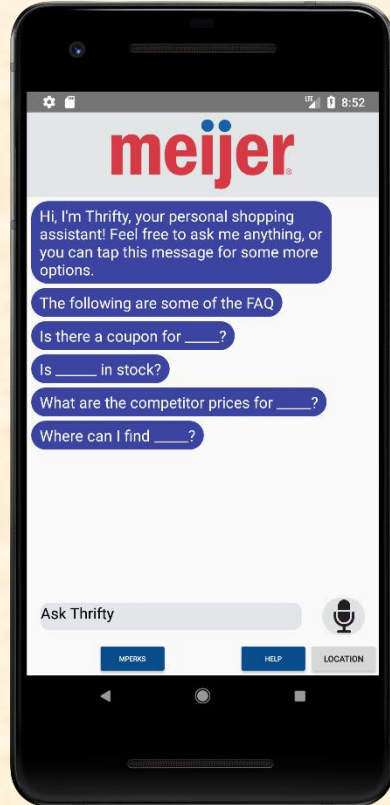 LTE 8:52
meijer
Hi, I'm Thrifty, your personal shopping
assistant! Feel free to ask me anything, or
you can tap this message for some more
options.
The following are some of the FAQ
Is there a coupon for _____?
Is ______ in stock?
What are the competitor prices for _____?
Where can I find _____?
Ask Thrifty
MPERKS HELP LOCATION